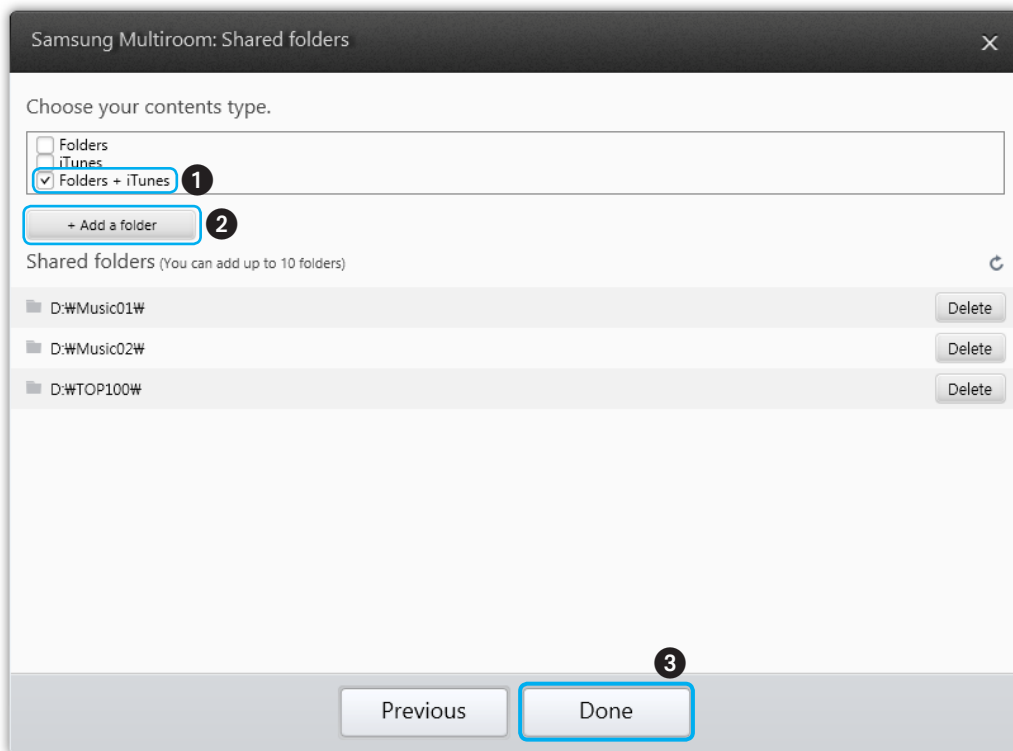 Samsung Multiroom: Shared folders
Choose your contents type.
Folders
iTunes
Folders + iTunes 1
+ Add a folder 2
Shared folders (You can add up to 10 folders)
D:₩Music01₩ Delete
D:₩Music02₩ Delete
D:₩TOP100₩ Delete
3
Previous Done